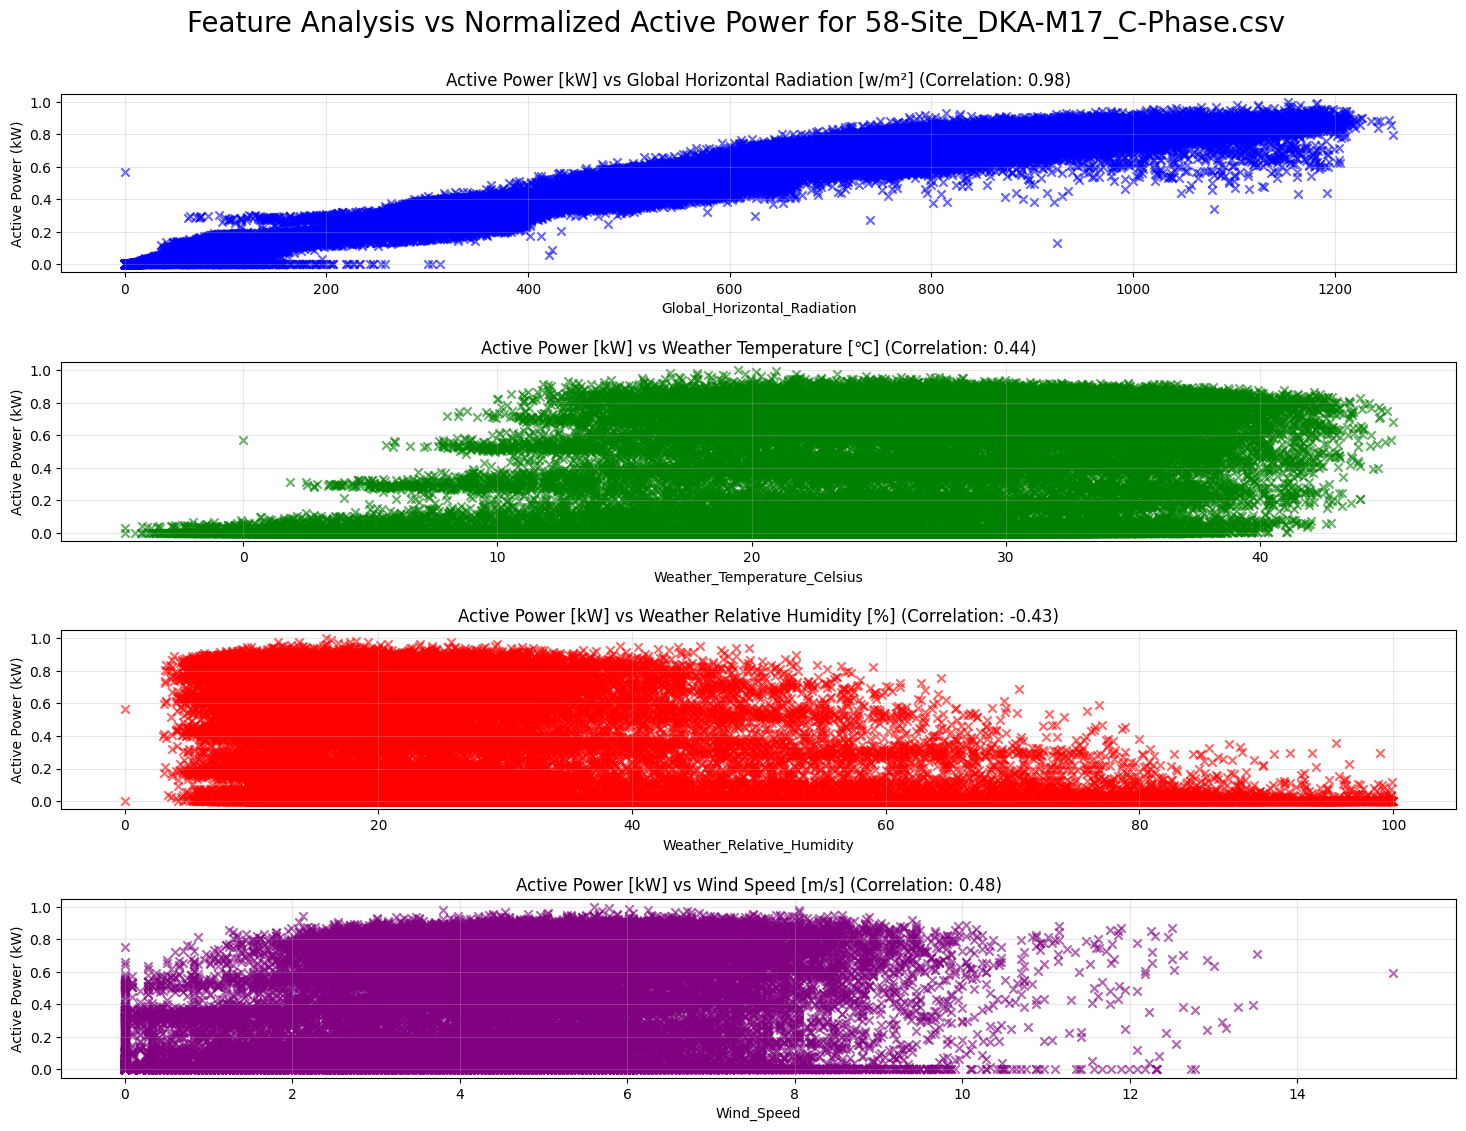 Feature Analysis vs Normalized Active Power for 58-Site_DKA-M17_C-Phase.csv
Active Power [kW] vs Global Horizontal Radiation [w/m²] (Correlation: 0.98)
Active Power (kW)
1.0
0.8
0.6
0.4
0.2
0.0
0 200 400 600 800 1000 1200
Global_Horizontal_Radiation
Active Power [kW] vs Weather Temperature [℃] (Correlation: 0.44)
Active Power (kW)
1.0
0.8
0.6
0.4
0.2
0.0
0 10 20 30 40
Weather_Temperature_Celsius
Active Power [kW] vs Weather Relative Humidity [%] (Correlation: -0.43)
Active Power (kW)
1.0
0.8
0.6
0.4
0.2
0.0
0 20 40 60 80 100
Weather_Relative_Humidity
Active Power [kW] vs Wind Speed [m/s] (Correlation: 0.48)
Active Power (kW)
1.0
0.8
0.6
0.4
0.2
0.0
0 2 4 6 8 10 12 14
Wind_Speed